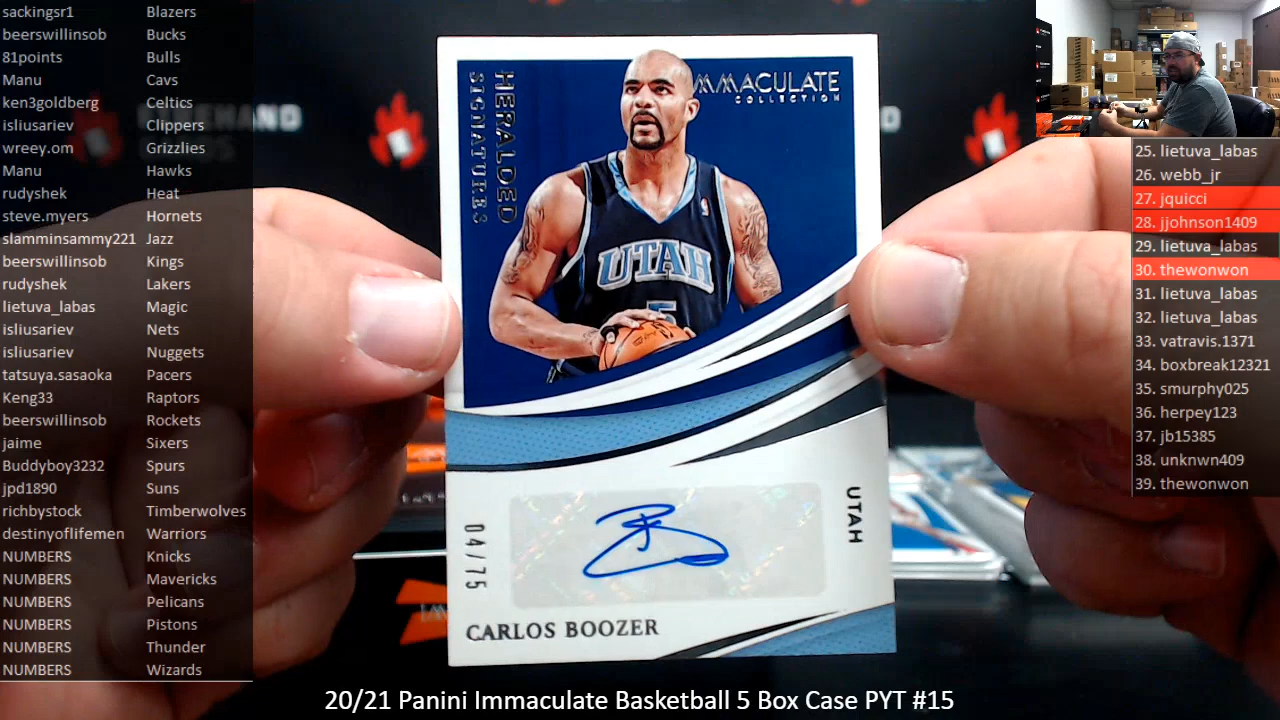 sackingsr1 Blazers
beerswillinsob Bucks
81points Bulls
Manu Cavs
ken3goldberg Celtics
isliusariev Clippers
wreey.om Grizzlies
Manu Hawks
rudyshek Heat
steve.myers Hornets
slamminsammy221 Jazz
beerswillinsob Kings
rudyshek Lakers
lietuva_labas Magic
isliusariev Nets
isliusariev Nuggets
tatsuya.sasaoka Pacers
Keng33 Raptors
beerswillinsob Rockets
jaime Sixers
Buddyboy3232 Spurs
jpd1890 Suns
richbystock Timberwolves
destinyoflifemen Warriors
NUMBERS Knicks
NUMBERS Mavericks
NUMBERS Pelicans
NUMBERS Pistons
NUMBERS Thunder
NUMBERS Wizards
HERALDED
SIGNATURES
IMMACULATE
COLLECTION
UTAH
5
UTAH
04/75
CARLOS BOOZER
25. lietuva_labas
26. webb_jr
27. jquicci
28. jjohnson1409
29. lietuva_labas
30. thewonwon
31. lietuva_labas
32. lietuva_labas
33. vatravis.1371
34. boxbreak12321
35. smurphy025
36. herpey123
37. jb15385
38. unknwn409
39. thewonwon
20/21 Panini Immaculate Basketball 5 Box Case PYT #15